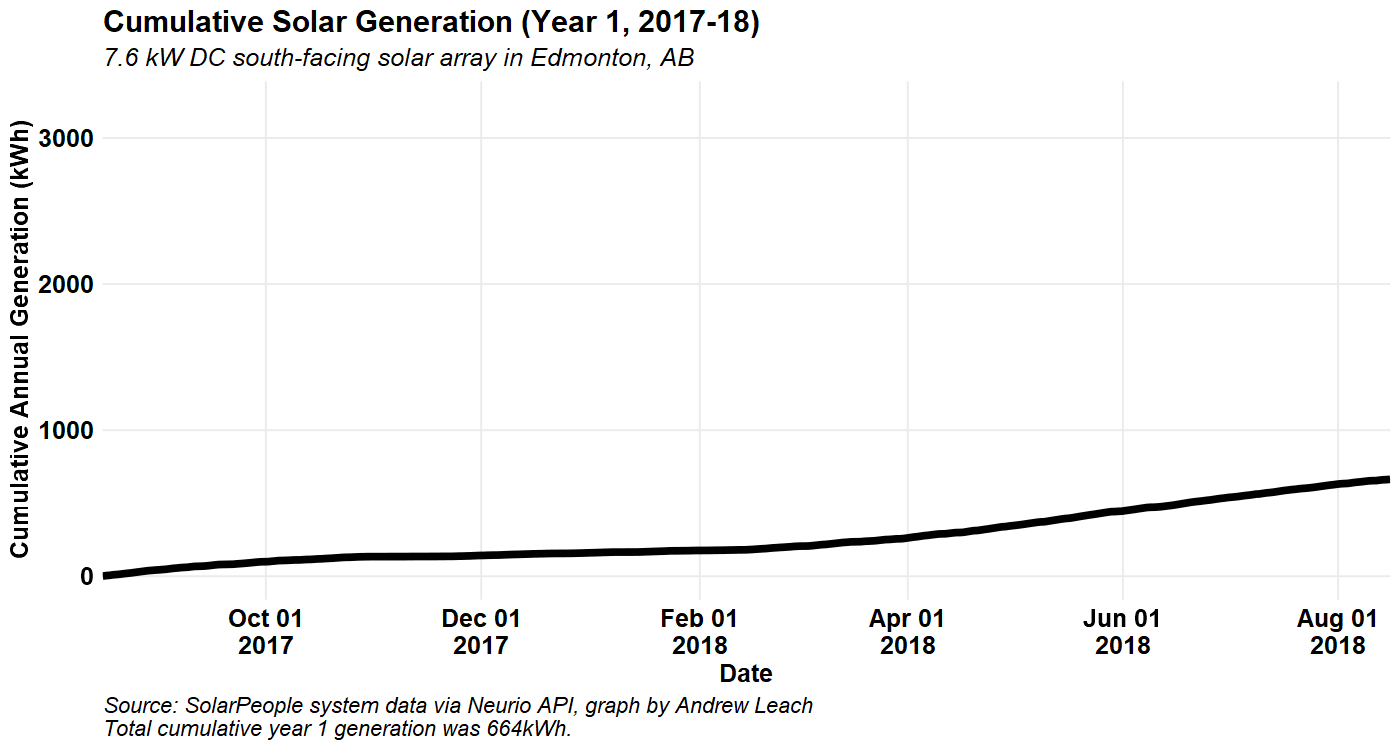 Cumulative Solar Generation (Year 1, 2017-18)
7.6 kW DC south-facing solar array in Edmonton, AB
Cumulative Annual Generation (kWh)
3000
2000
1000
0
Oct 01 Dec 01 Feb 01 Apr 01 Jun 01 Aug 01
2017 2017 2018 2018 2018 2018
Date
Source: SolarPeople system data via Neurio API, graph by Andrew Leach
Total cumulative year 1 generation was 664kWh.